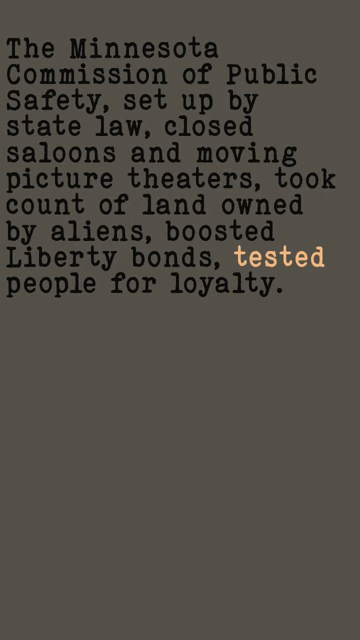 The Minnesota
Commission of Public
Safety, set up by
state law, closed
saloons and moving
picture theaters, took
count of land owned
by aliens, boosted
Liberty bonds, tested
people for loyalty.